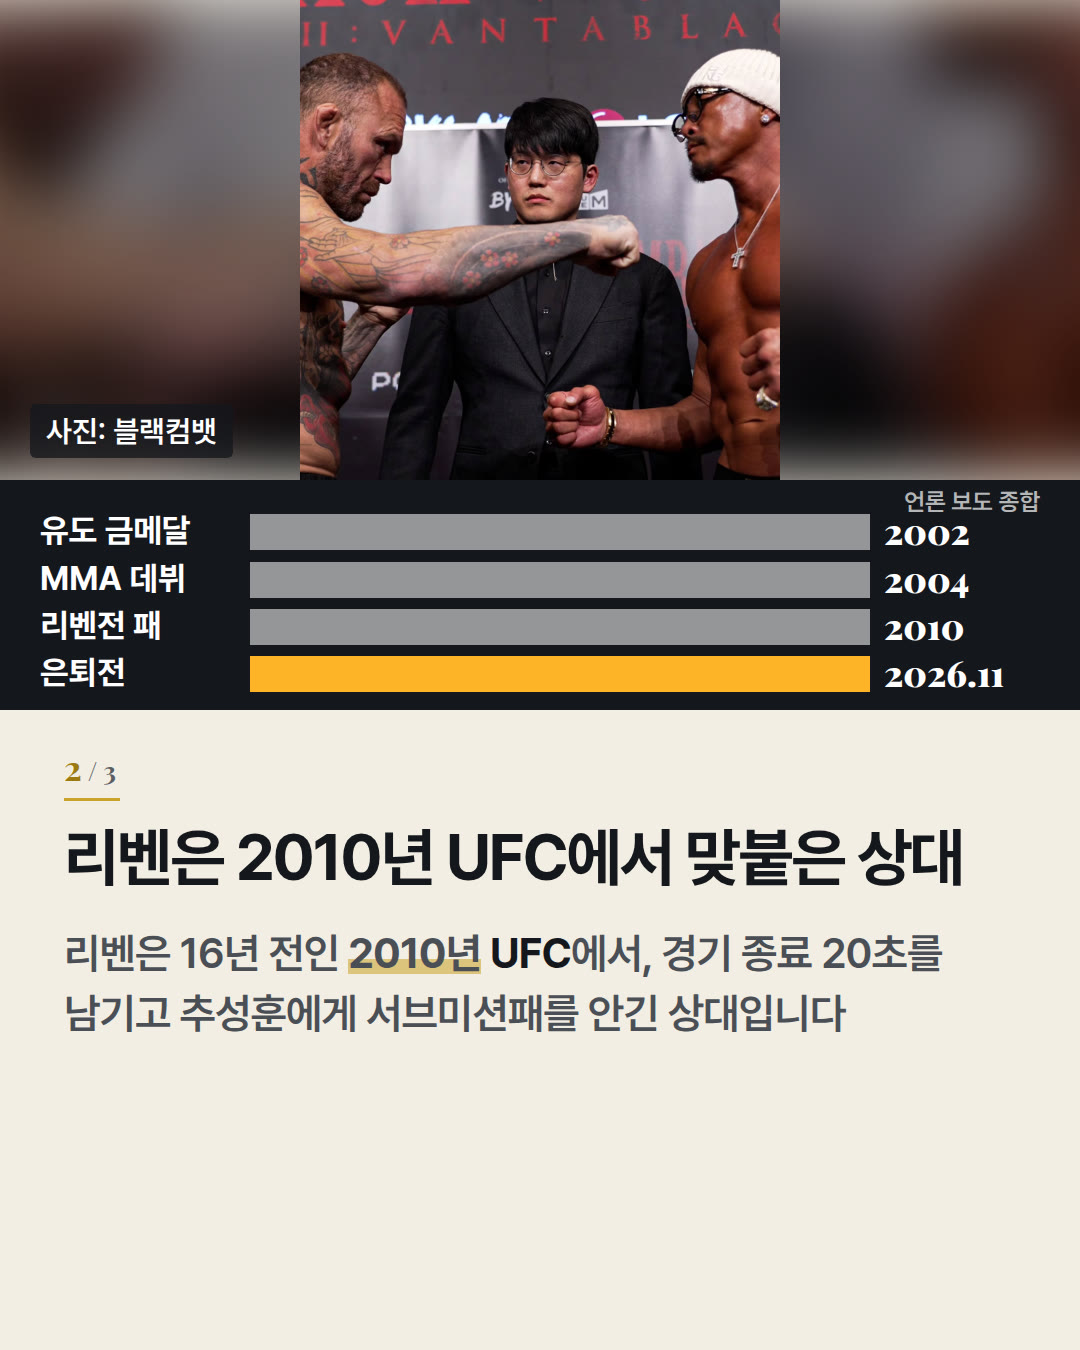 II : VANTABLA
사진: 블랙컴뱃
언론 보도 종합
유도 금메달 2002
MMA 데뷔 2004
리벤전 패 2010
은퇴전 2026.11
2 / 3
리벤은 2010년 UFC에서 맞붙은 상대
리벤은 16년 전인 2010년 UFC에서, 경기 종료 20초를
남기고 추성훈에게 서브미션패를 안긴 상대입니다